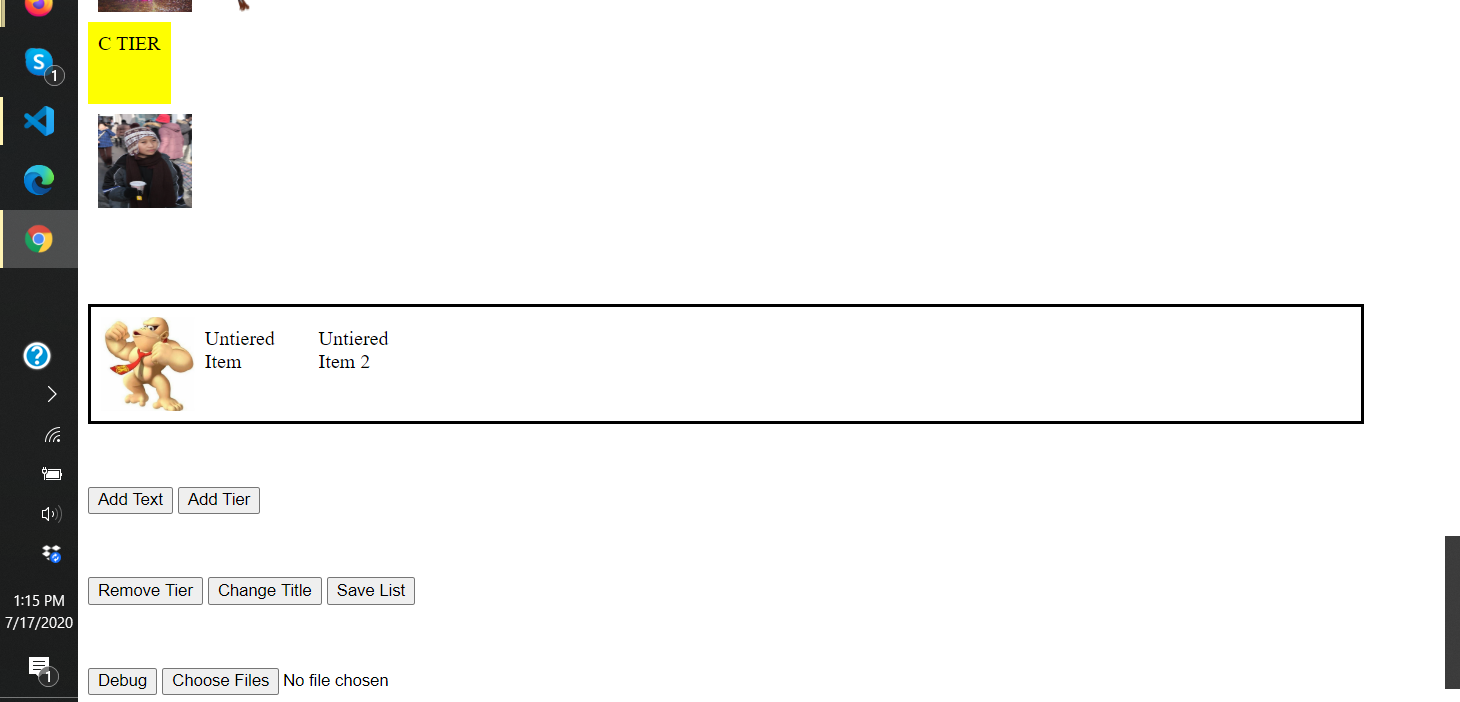 C TIER
Untiered
Item
Untiered
Item 2
Add Text Add Tier
Remove Tier Change Title Save List
Debug Choose Files No file chosen
S
1
?
1:15 PM
7/17/2020
1